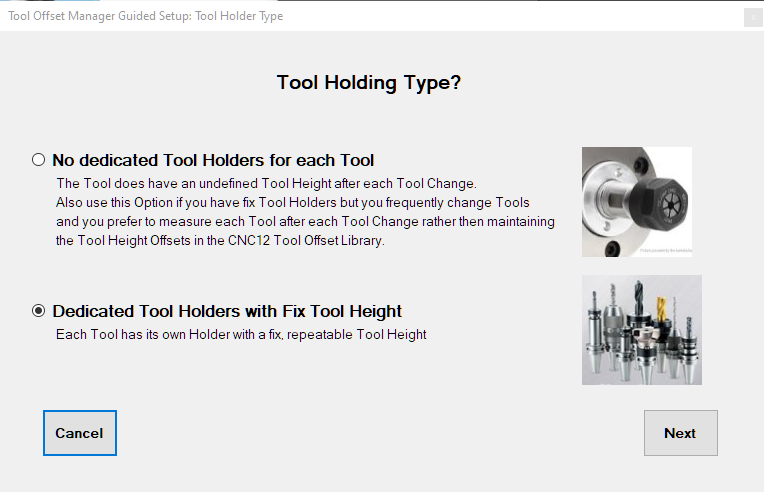 Tool Offset Manager Guided Setup: Tool Holder Type
Tool Holding Type?
No dedicated Tool Holders for each Tool
The Tool does have an undefined Tool Height after each Tool Change.
Also use this Option if you have fix Tool Holders but you frequently change Tools
and you prefer to measure each Tool after each Tool Change rather then maintaining
the Tool Height Offsets in the CNC12 Tool Offset Library.
Dedicated Tool Holders with Fix Tool Height
Each Tool has its own Holder with a fix, repeatable Tool Height
Cancel
Next